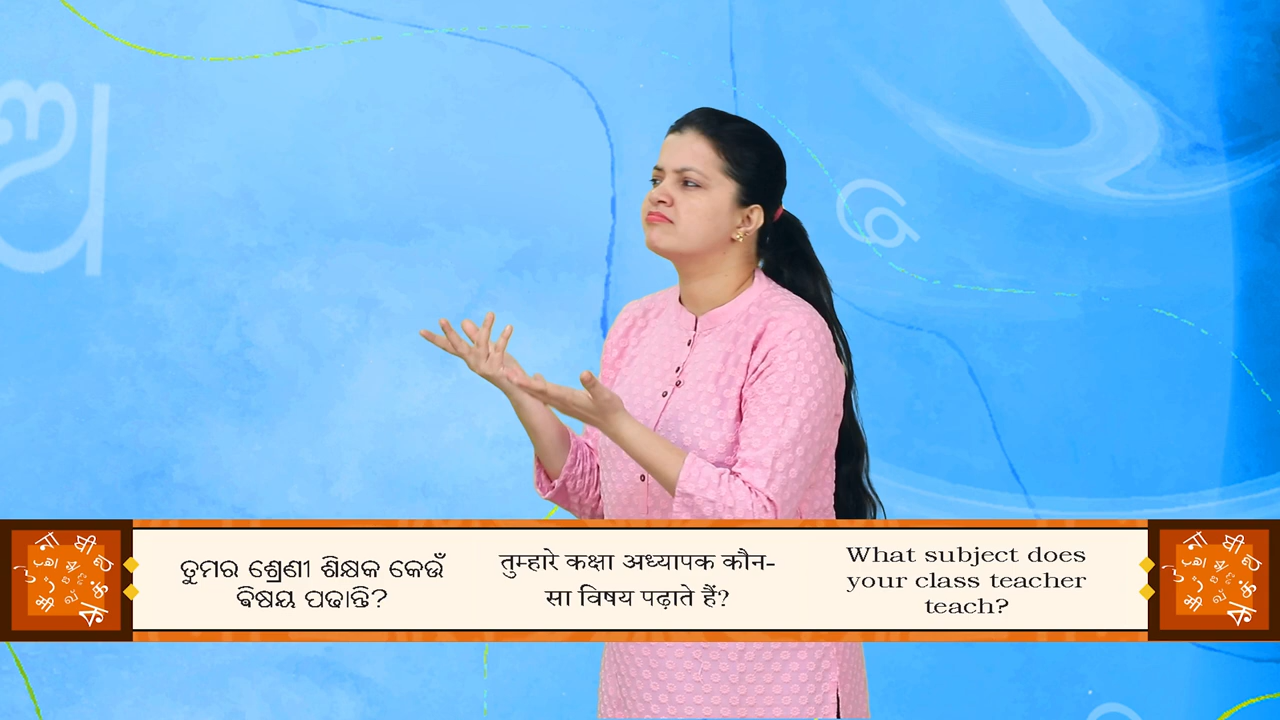 ତୁମର ଶ୍ରେଣୀ ଶିକ୍ଷକ କେଉଁ
ବିଷୟ ପଢାନ୍ତି?
तुम्हारे कक्षा अध्यापक कौन-
सा विषय पढ़ाते हैं?
What subject does
your class teacher
teach?